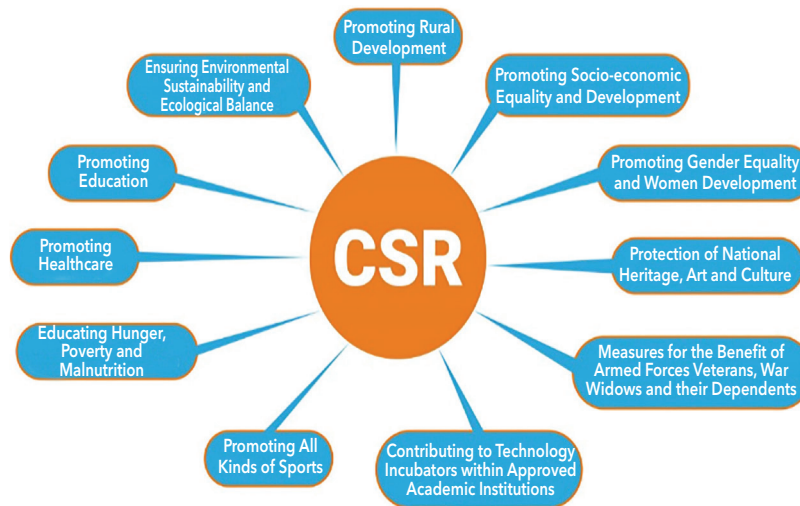 Promoting Rural
Development
Ensuring Environmental
Sustainability and
Ecological Balance
Promoting Socio-economic
Equality and Development
Promoting
Education
Promoting Gender Equality
and Women Development
CSR
Promoting
Healthcare
Protection of National
Heritage, Art and Culture
Educating Hunger,
Poverty and
Malnutrition
Measures for the Benefit of
Armed Forces Veterans, War
Widows and their Dependents
Promoting All
Kinds of Sports
Contributing to Technology
Incubators within Approved
Academic Institutions